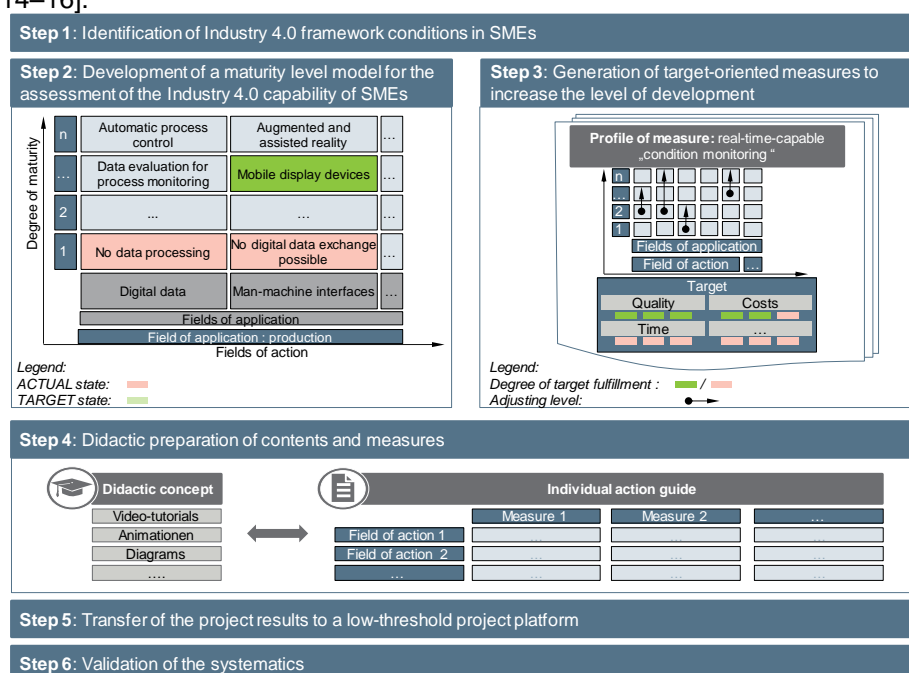 14–16].
Step 1: Identification of Industry 4.0 framework conditions in SMEs
Step 2: Development of a maturity level model for the
assessment of the Industry 4.0 capability of SMEs
Degree of maturity
n
Automatic process
control
Augmented and
assisted reality
...
...
Data evaluation for
process monitoring
Mobile display devices
...
2
...
...
...
1
No data processing
No digital data exchange
possible
...
Digital data
Man-machine interfaces
...
Fields of application
Field of application : production
Fields of action
Legend:
ACTUAL state:
TARGET state:
Step 3: Generation of target-oriented measures to
increase the level of development
Profile of measure: real-time-capable
„condition monitoring “
n
...
2
1
Fields of application
Field of action
...
Target
Quality
Costs
Time
...
Legend:
Degree of target fulfillment : /
Adjusting level:
Step 4: Didactic preparation of contents and measures
Didactic concept
Video-tutorials
Animationen
Diagrams
....
Individual action guide
Measure 1
Measure 2
...
Field of action 1
...
...
...
Field of action 2
...
...
...
...
...
...
...
Step 5: Transfer of the project results to a low-threshold project platform
Step 6: Validation of the systematics